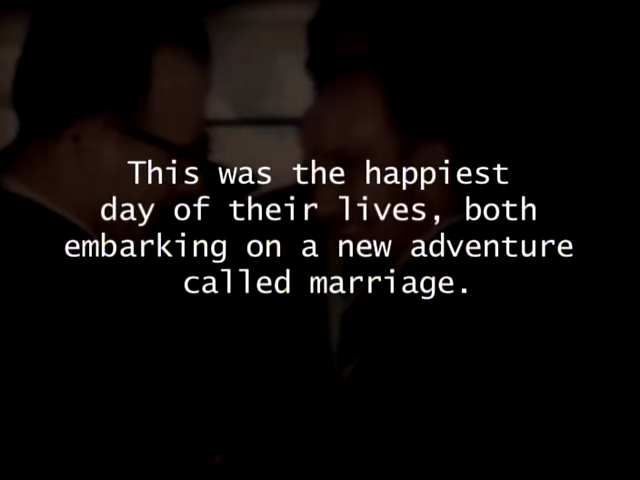 This was the happiest
day of their lives, both
embarking on a new adventure
called marriage.